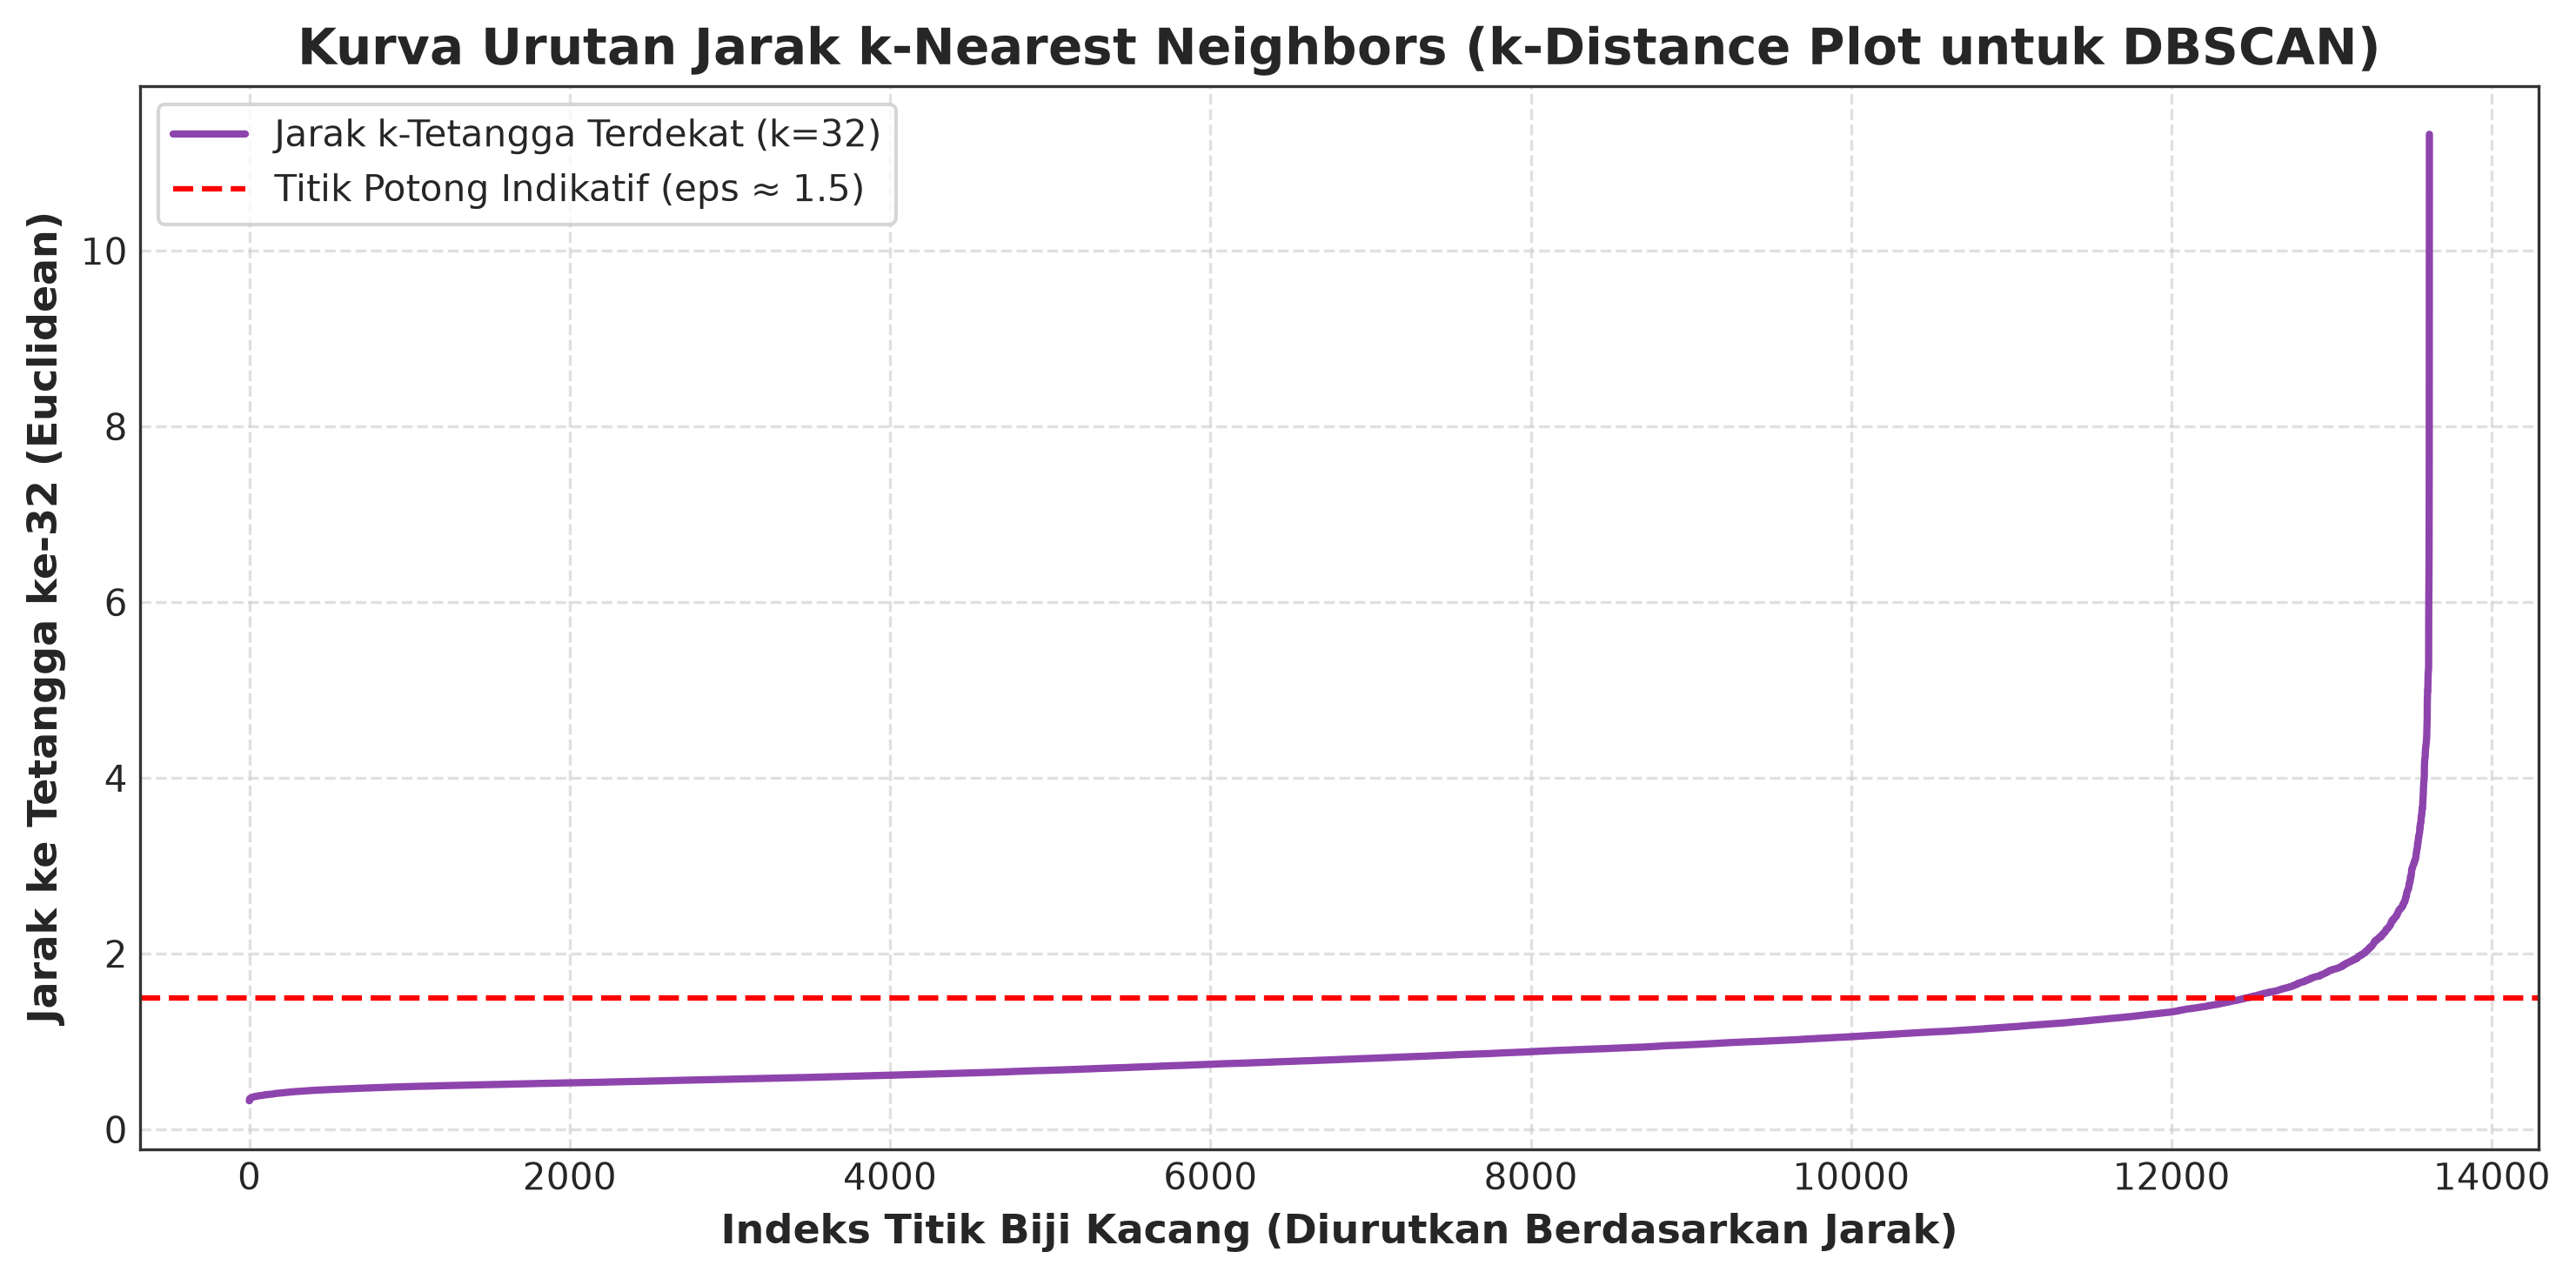 Kurva Urutan Jarak k-Nearest Neighbors (k-Distance Plot untuk DBSCAN)
Jarak k-Tetangga Terdekat (k=32)
Titik Potong Indikatif (eps ≈ 1.5)
Jarak ke Tetangga ke-32 (Euclidean)
10
8
6
4
2
0
0 2000 4000 6000 8000 10000 12000 14000
Indeks Titik Biji Kacang (Diurutkan Berdasarkan Jarak)